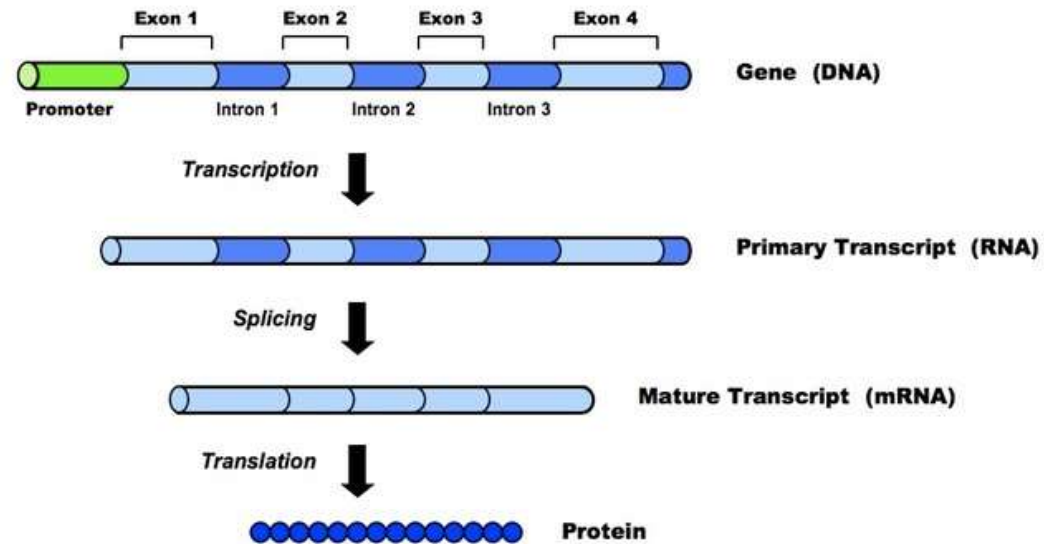 Exon 1 Exon 2 Exon 3 Exon 4
Gene (DNA)
Promoter Intron 1 Intron 2 Intron 3
Transcription
Primary Transcript (RNA)
Splicing
Mature Transcript (mRNA)
Translation
Protein